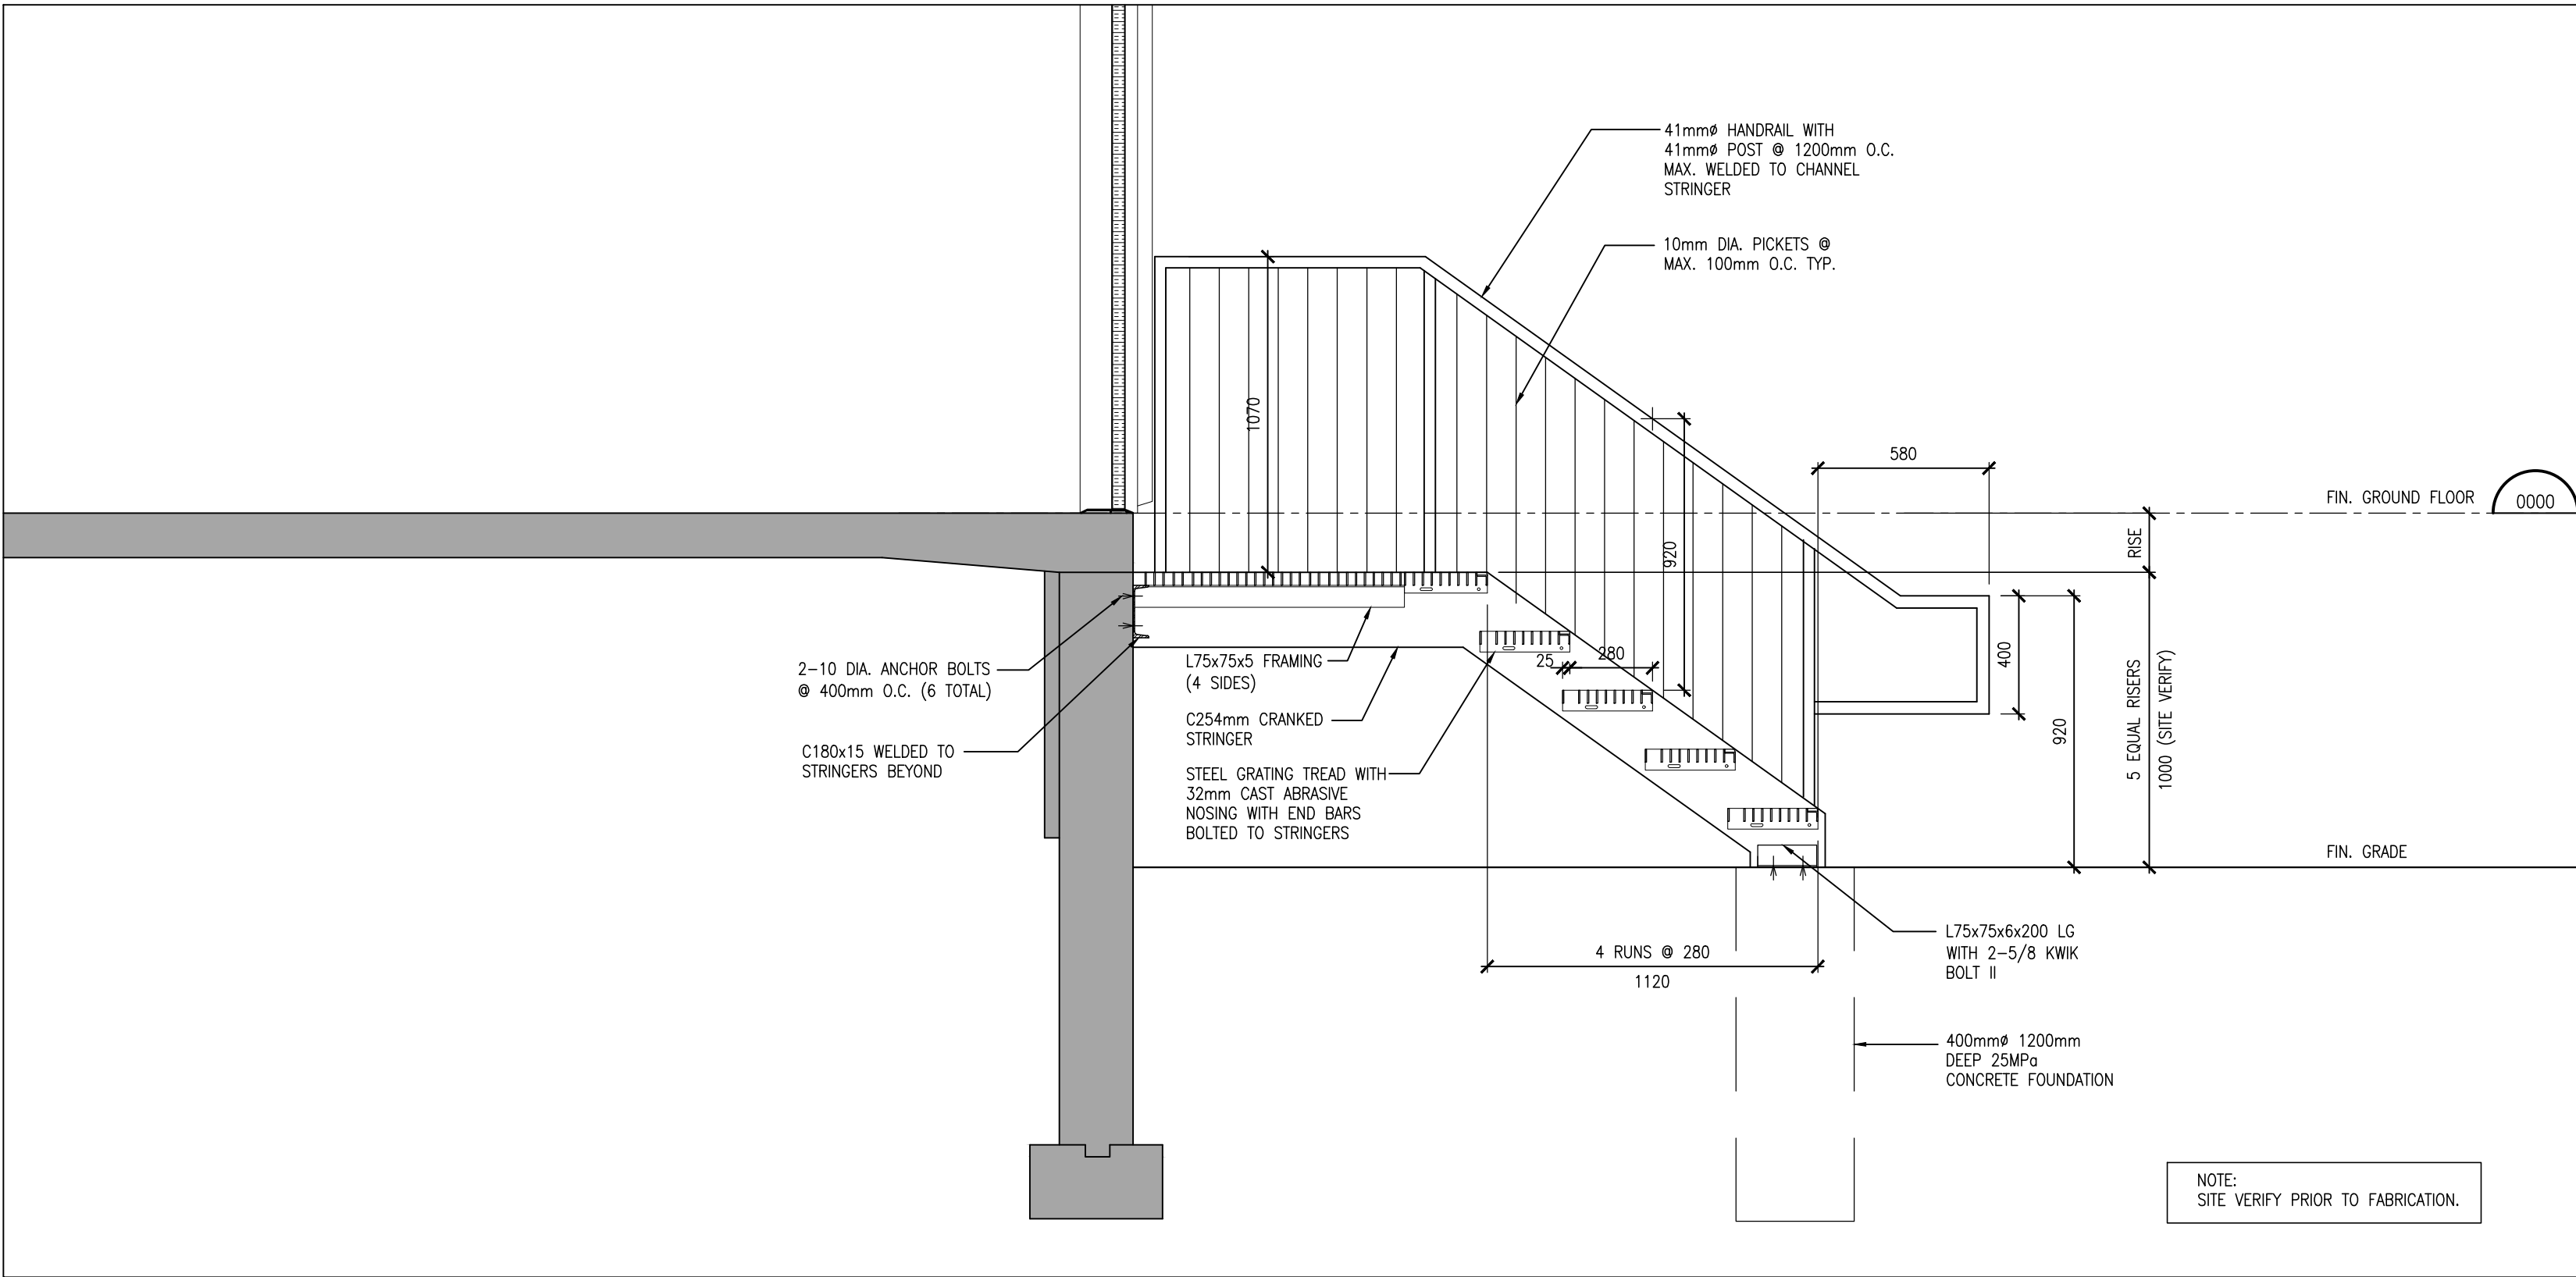 41mmø HANDRAIL WITH
41mmø POST @ 1200mm O.C.
MAX. WELDED TO CHANNEL
STRINGER
10mm DIA. PICKETS @
MAX. 100mm O.C. TYP.
1070
920
580
FIN. GROUND FLOOR
0000
RISE
400
920
5 EQUAL RISERS
1000 (SITE VERIFY)
2-10 DIA. ANCHOR BOLTS
@ 400mm O.C. (6 TOTAL)
C180x15 WELDED TO
STRINGERS BEYOND
L75x75x5 FRAMING
(4 SIDES)
C254mm CRANKED
STRINGER
STEEL GRATING TREAD WITH
32mm CAST ABRASIVE
NOSING WITH END BARS
BOLTED TO STRINGERS
25
280
FIN. GRADE
4 RUNS @ 280
1120
L75x75x6x200 LG
WITH 2-5/8 KWIK
BOLT II
400mmø 1200mm
DEEP 25MPa
CONCRETE FOUNDATION
NOTE:
SITE VERIFY PRIOR TO FABRICATION.